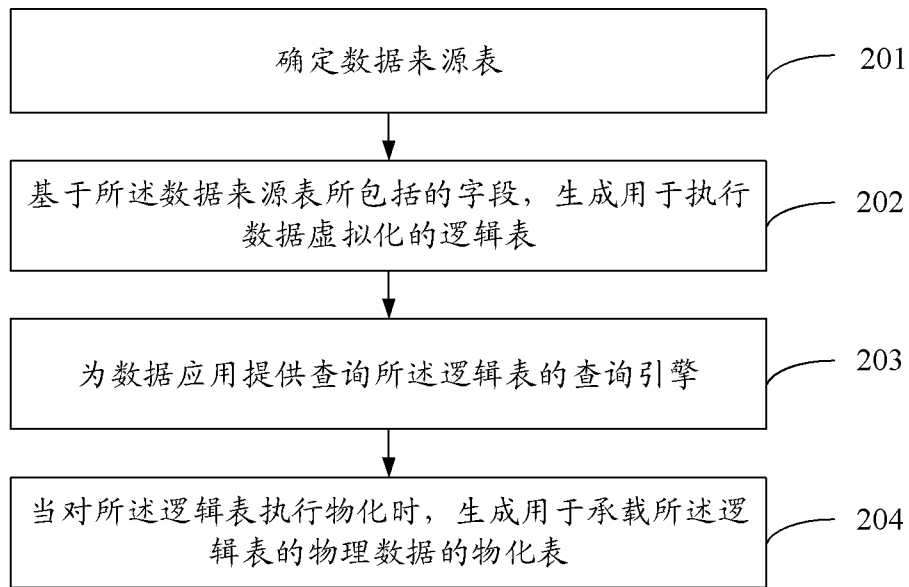 确定数据来源表
201
基于所述数据来源表所包括的字段，生成用于执行
数据虚拟化的逻辑表
202
为数据应用提供查询所述逻辑表的查询引擎
203
当对所述逻辑表执行物化时，生成用于承载所述逻
辑表的物理数据的物化表
204